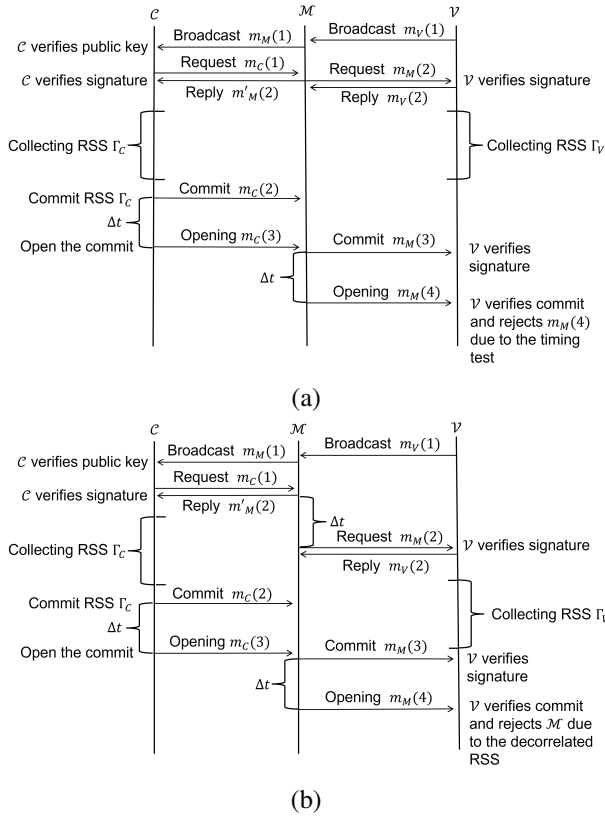 𝒞 ℳ 𝒱
Broadcast m_M(1) Broadcast m_V(1)
𝒞 verifies public key
Request m_C(1) Request m_M(2)
𝒞 verifies signature 𝒱 verifies signature
Reply m'_M(2) Reply m_V(2)
Collecting RSS Γ_C Collecting RSS Γ_V
Commit RSS Γ_C Commit m_C(2)
Δt
Open the commit Opening m_C(3) Commit m_M(3) 𝒱 verifies
signature
Δt
Opening m_M(4) 𝒱 verifies commit
and rejects m_M(4)
due to the timing
test
(a)
𝒞 ℳ 𝒱
Broadcast m_M(1) Broadcast m_V(1)
𝒞 verifies public key
Request m_C(1)
𝒞 verifies signature
Reply m'_M(2) Δt
Request m_M(2) 𝒱 verifies signature
Collecting RSS Γ_C
Reply m_V(2)
Commit RSS Γ_C Commit m_C(2)
Collecting RSS Γ_V
Δt
Open the commit Opening m_C(3) Commit m_M(3) 𝒱 verifies
signature
Δt
Opening m_M(4) 𝒱 verifies commit
and rejects ℳ due
to the decorrelated
RSS
(b)